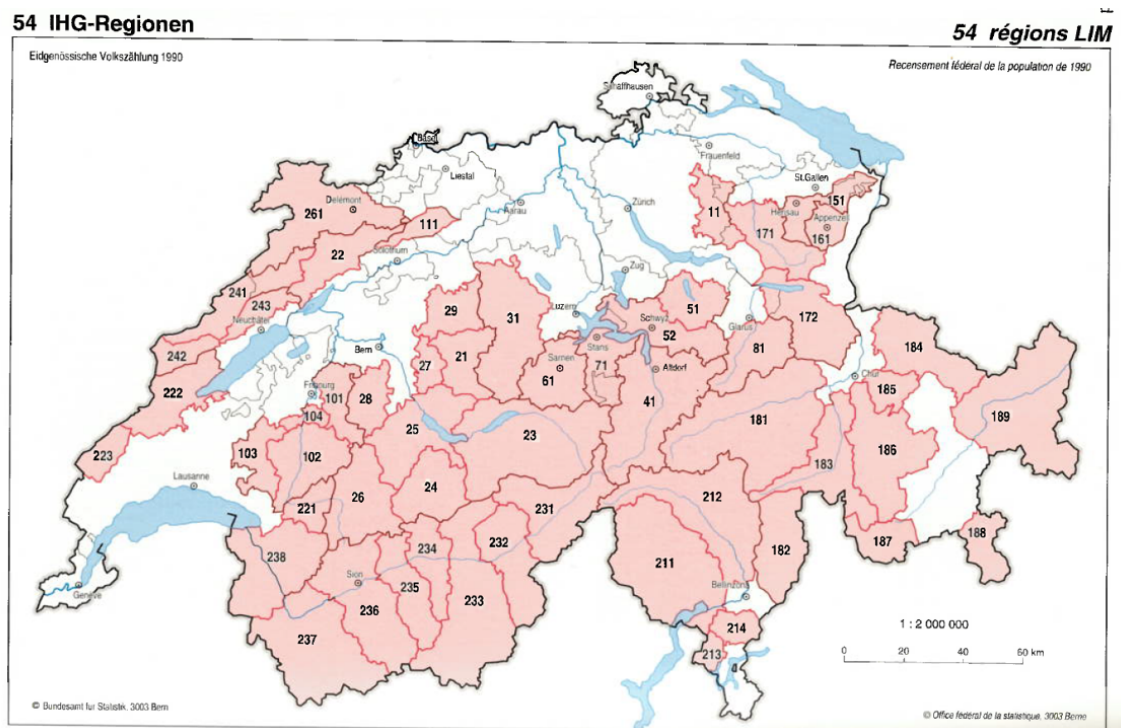 54 IHG-Regionen
54 régions LIM
Eidgenössische Volkszählung 1990
Recensement fédéral de la population de 1990
Schaffhausen
Basel
Liestal
Frauenfeld
St.Gallen
151
Delémont
261
Aarau
Zürich
11
Herisau
Appenzell
111
171
161
22
Solothurn
Zug
241
243
29
31
Luzern
51
Neuchâtel
Schwyz
Glarus
172
52
Bern
Stans
242
27
21
Sarnen
71
81
184
Altdorf
Chur
222
Fribourg
101
28
61
41
185
104
189
25
23
181
223
103
102
186
183
Lausanne
26
24
212
221
231
188
238
234
232
187
182
211
Sion
235
Genève
236
233
Bellinzona
237
214
1 : 2 000 000
213
0 20 40 60 km
© Bundesamt für Statistik, 3003 Bern
© Office fédéral de la statistique, 3003 Berne